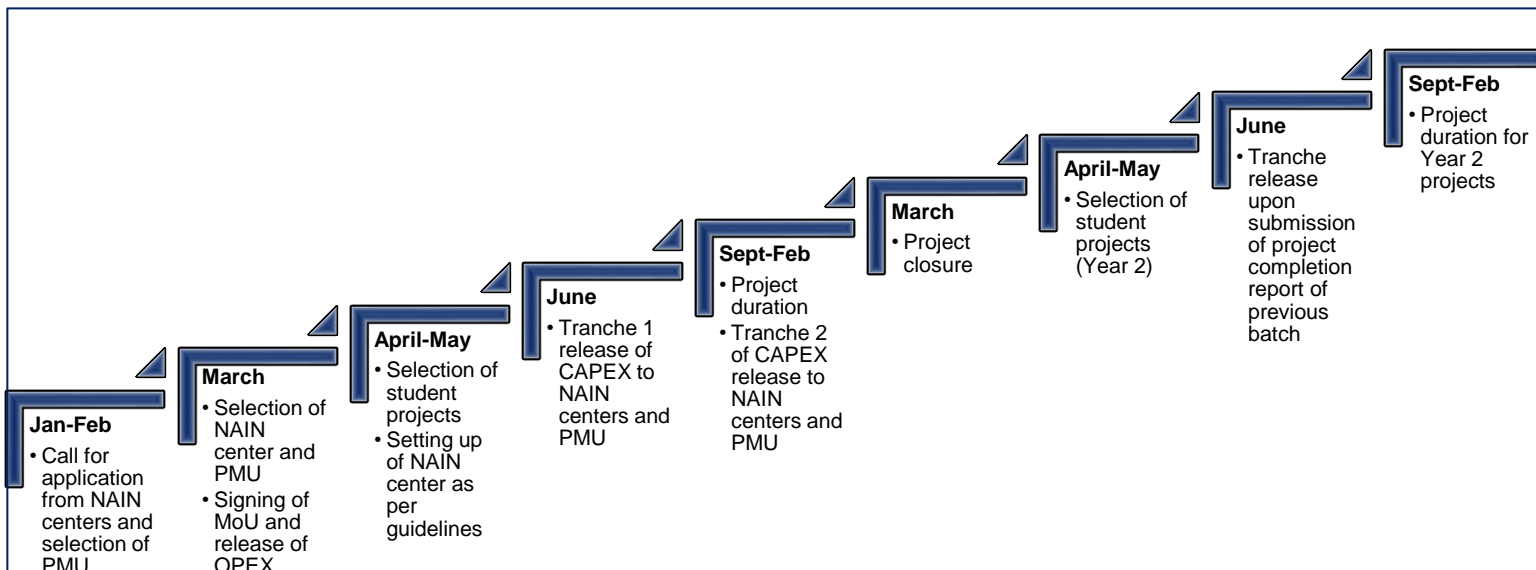 Jan-Feb
• Call for
application
from NAIN
centers and
selection of
PMU
March
• Selection of
NAIN
center and
PMU
• Signing of
MoU and
release of
OPEX
April-May
• Selection of
student
projects
• Setting up
of NAIN
center as
per
guidelines
June
• Tranche 1
release of
CAPEX to
NAIN
centers and
PMU
Sept-Feb
• Project
duration
• Tranche 2
of CAPEX
release to
NAIN
centers and
PMU
March
• Project
closure
April-May
• Selection of
student
projects
(Year 2)
June
• Tranche
release
upon
submission
of project
completion
report of
previous
batch
Sept-Feb
• Project
duration for
Year 2
projects